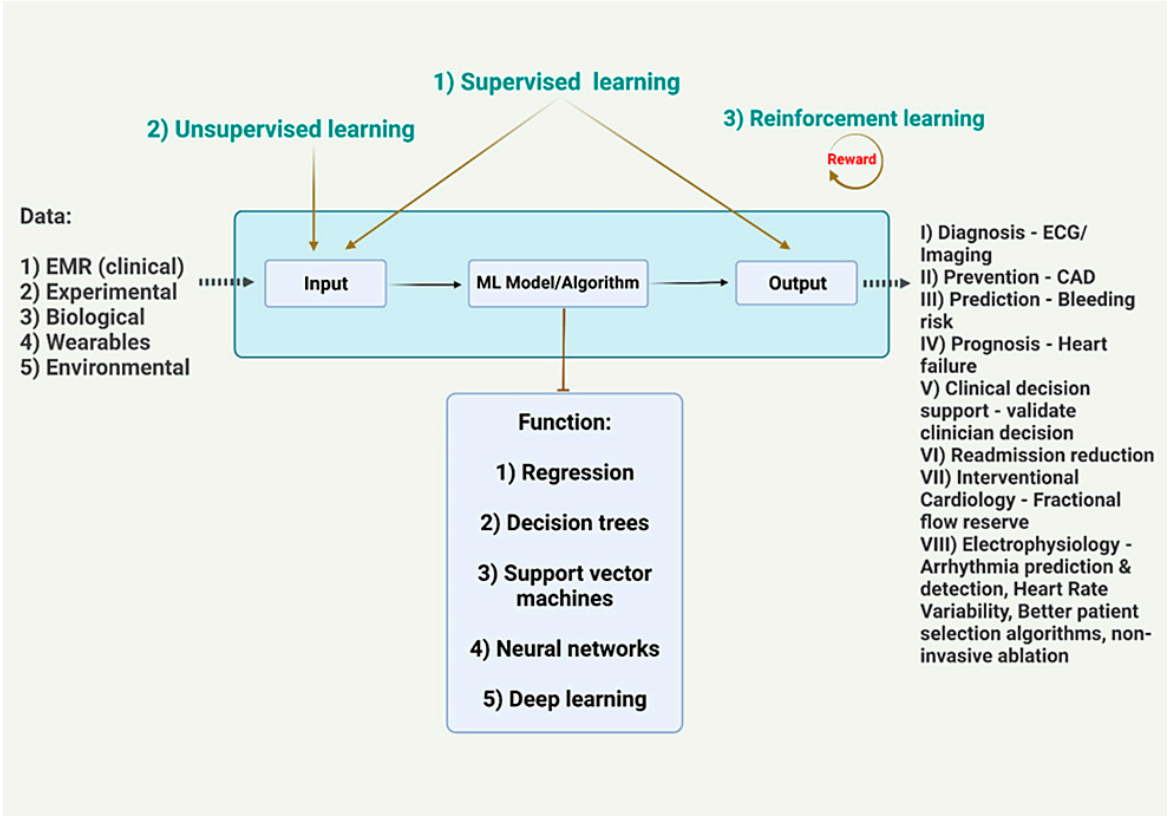 1) Supervised learning
2) Unsupervised learning
3) Reinforcement learning
Reward
Data:
1) EMR (clinical)
2) Experimental
3) Biological
4) Wearables
5) Environmental
Input
ML Model/Algorithm
Output
Function:
1) Regression
2) Decision trees
3) Support vector
machines
4) Neural networks
5) Deep learning
I) Diagnosis - ECG/
Imaging
II) Prevention - CAD
III) Prediction - Bleeding
risk
IV) Prognosis - Heart
failure
V) Clinical decision
support - validate
clinician decision
VI) Readmission reduction
VII) Interventional
Cardiology - Fractional
flow reserve
VIII) Electrophysiology -
Arrhythmia prediction &
detection, Heart Rate
Variability, Better patient
selection algorithms, non-
invasive ablation